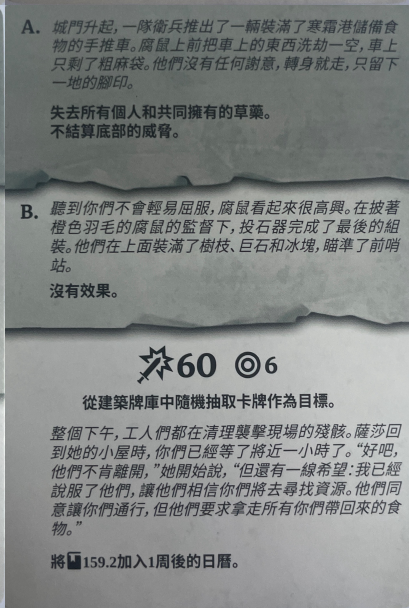 A. 城門升起，一隊衛兵推出了一輛裝滿了寒霜港儲備食
物的手推車。腐鼠上前把車上的東西洗劫一空，車上
只剩了粗麻袋。他們沒有任何謝意，轉身就走，只留下
一地的腳印。
失去所有個人和共同擁有的草藥。
不結算底部的威脅。
B. 聽到你們不會輕易屈服，腐鼠看起來很高興。在披著
橙色羽毛的腐鼠的監督下，投石器完成了最後的組
裝。他們在上面裝滿了樹枝、巨石和冰塊，瞄準了前哨
站。
沒有效果。
60 6
從建築牌庫中隨機抽取卡牌作為目標。
整個下午，工人們都在清理襲擊現場的殘骸。薩莎回
到她的小屋時，你們已經等了將近一小時了。“好吧，
他們不肯離開，”她開始說，“但還有一線希望：我已經
說服了他們，讓他們相信你們將去尋找資源。他們同
意讓你們通行，但他們要求拿走所有你們帶回來的食
物。”
將159.2加入1周後的日曆。